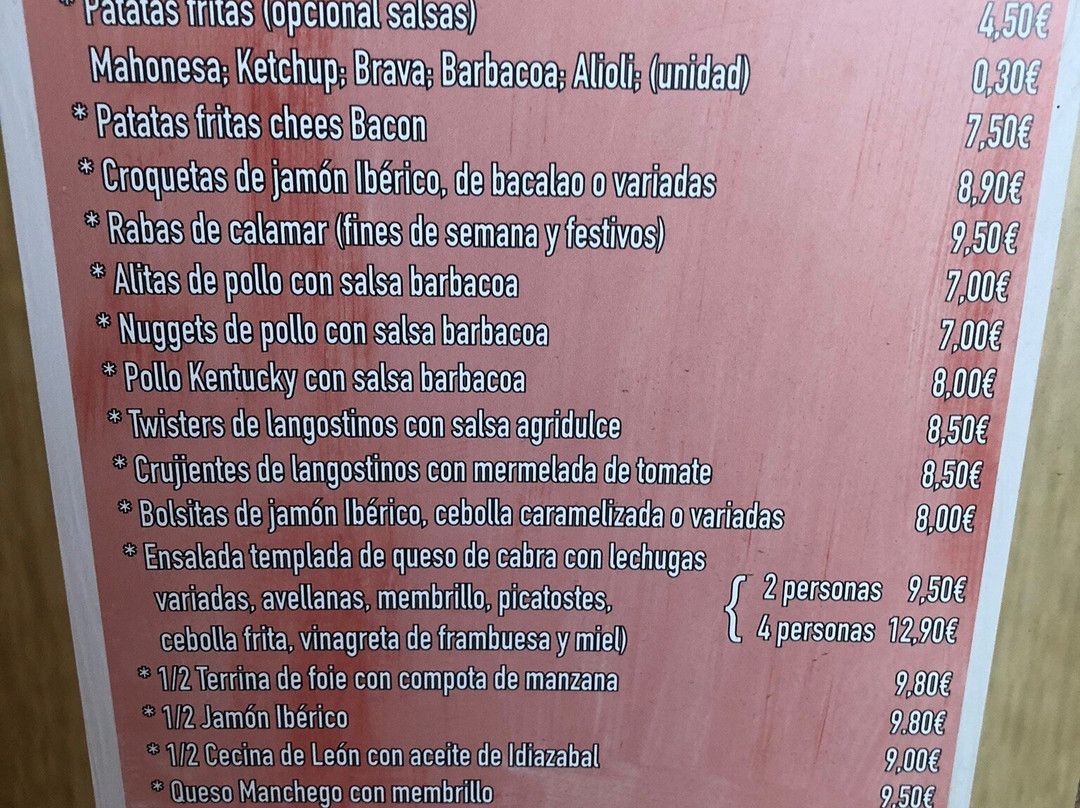 * Patatas fritas (opcional salsas) 4,50€
Mahonesa; Ketchup; Brava; Barbacoa; Alioli; (unidad) 0,30€
* Patatas fritas chees Bacon 7,50€
* Croquetas de jamón Ibérico, de bacalao o variadas 8,90€
* Rabas de calamar (fines de semana y festivos) 9,50€
* Alitas de pollo con salsa barbacoa 7,00€
* Nuggets de pollo con salsa barbacoa 7,00€
* Pollo Kentucky con salsa barbacoa 8,00€
* Twisters de langostinos con salsa agridulce 8,50€
* Crujientes de langostinos con mermelada de tomate 8,50€
* Bolsitas de jamón Ibérico, cebolla caramelizada o variadas 8,00€
* Ensalada templada de queso de cabra con lechugas
variadas, avellanas, membrillo, picatostes, { 2 personas 9,50€
cebolla frita, vinagreta de frambuesa y miel) 4 personas 12,90€
* 1/2 Terrina de foie con compota de manzana 9,80€
* 1/2 Jamón Ibérico 9.80€
* 1/2 Cecina de León con aceite de Idiazabal 9,00€
* Queso Manchego con membrillo 9,50€